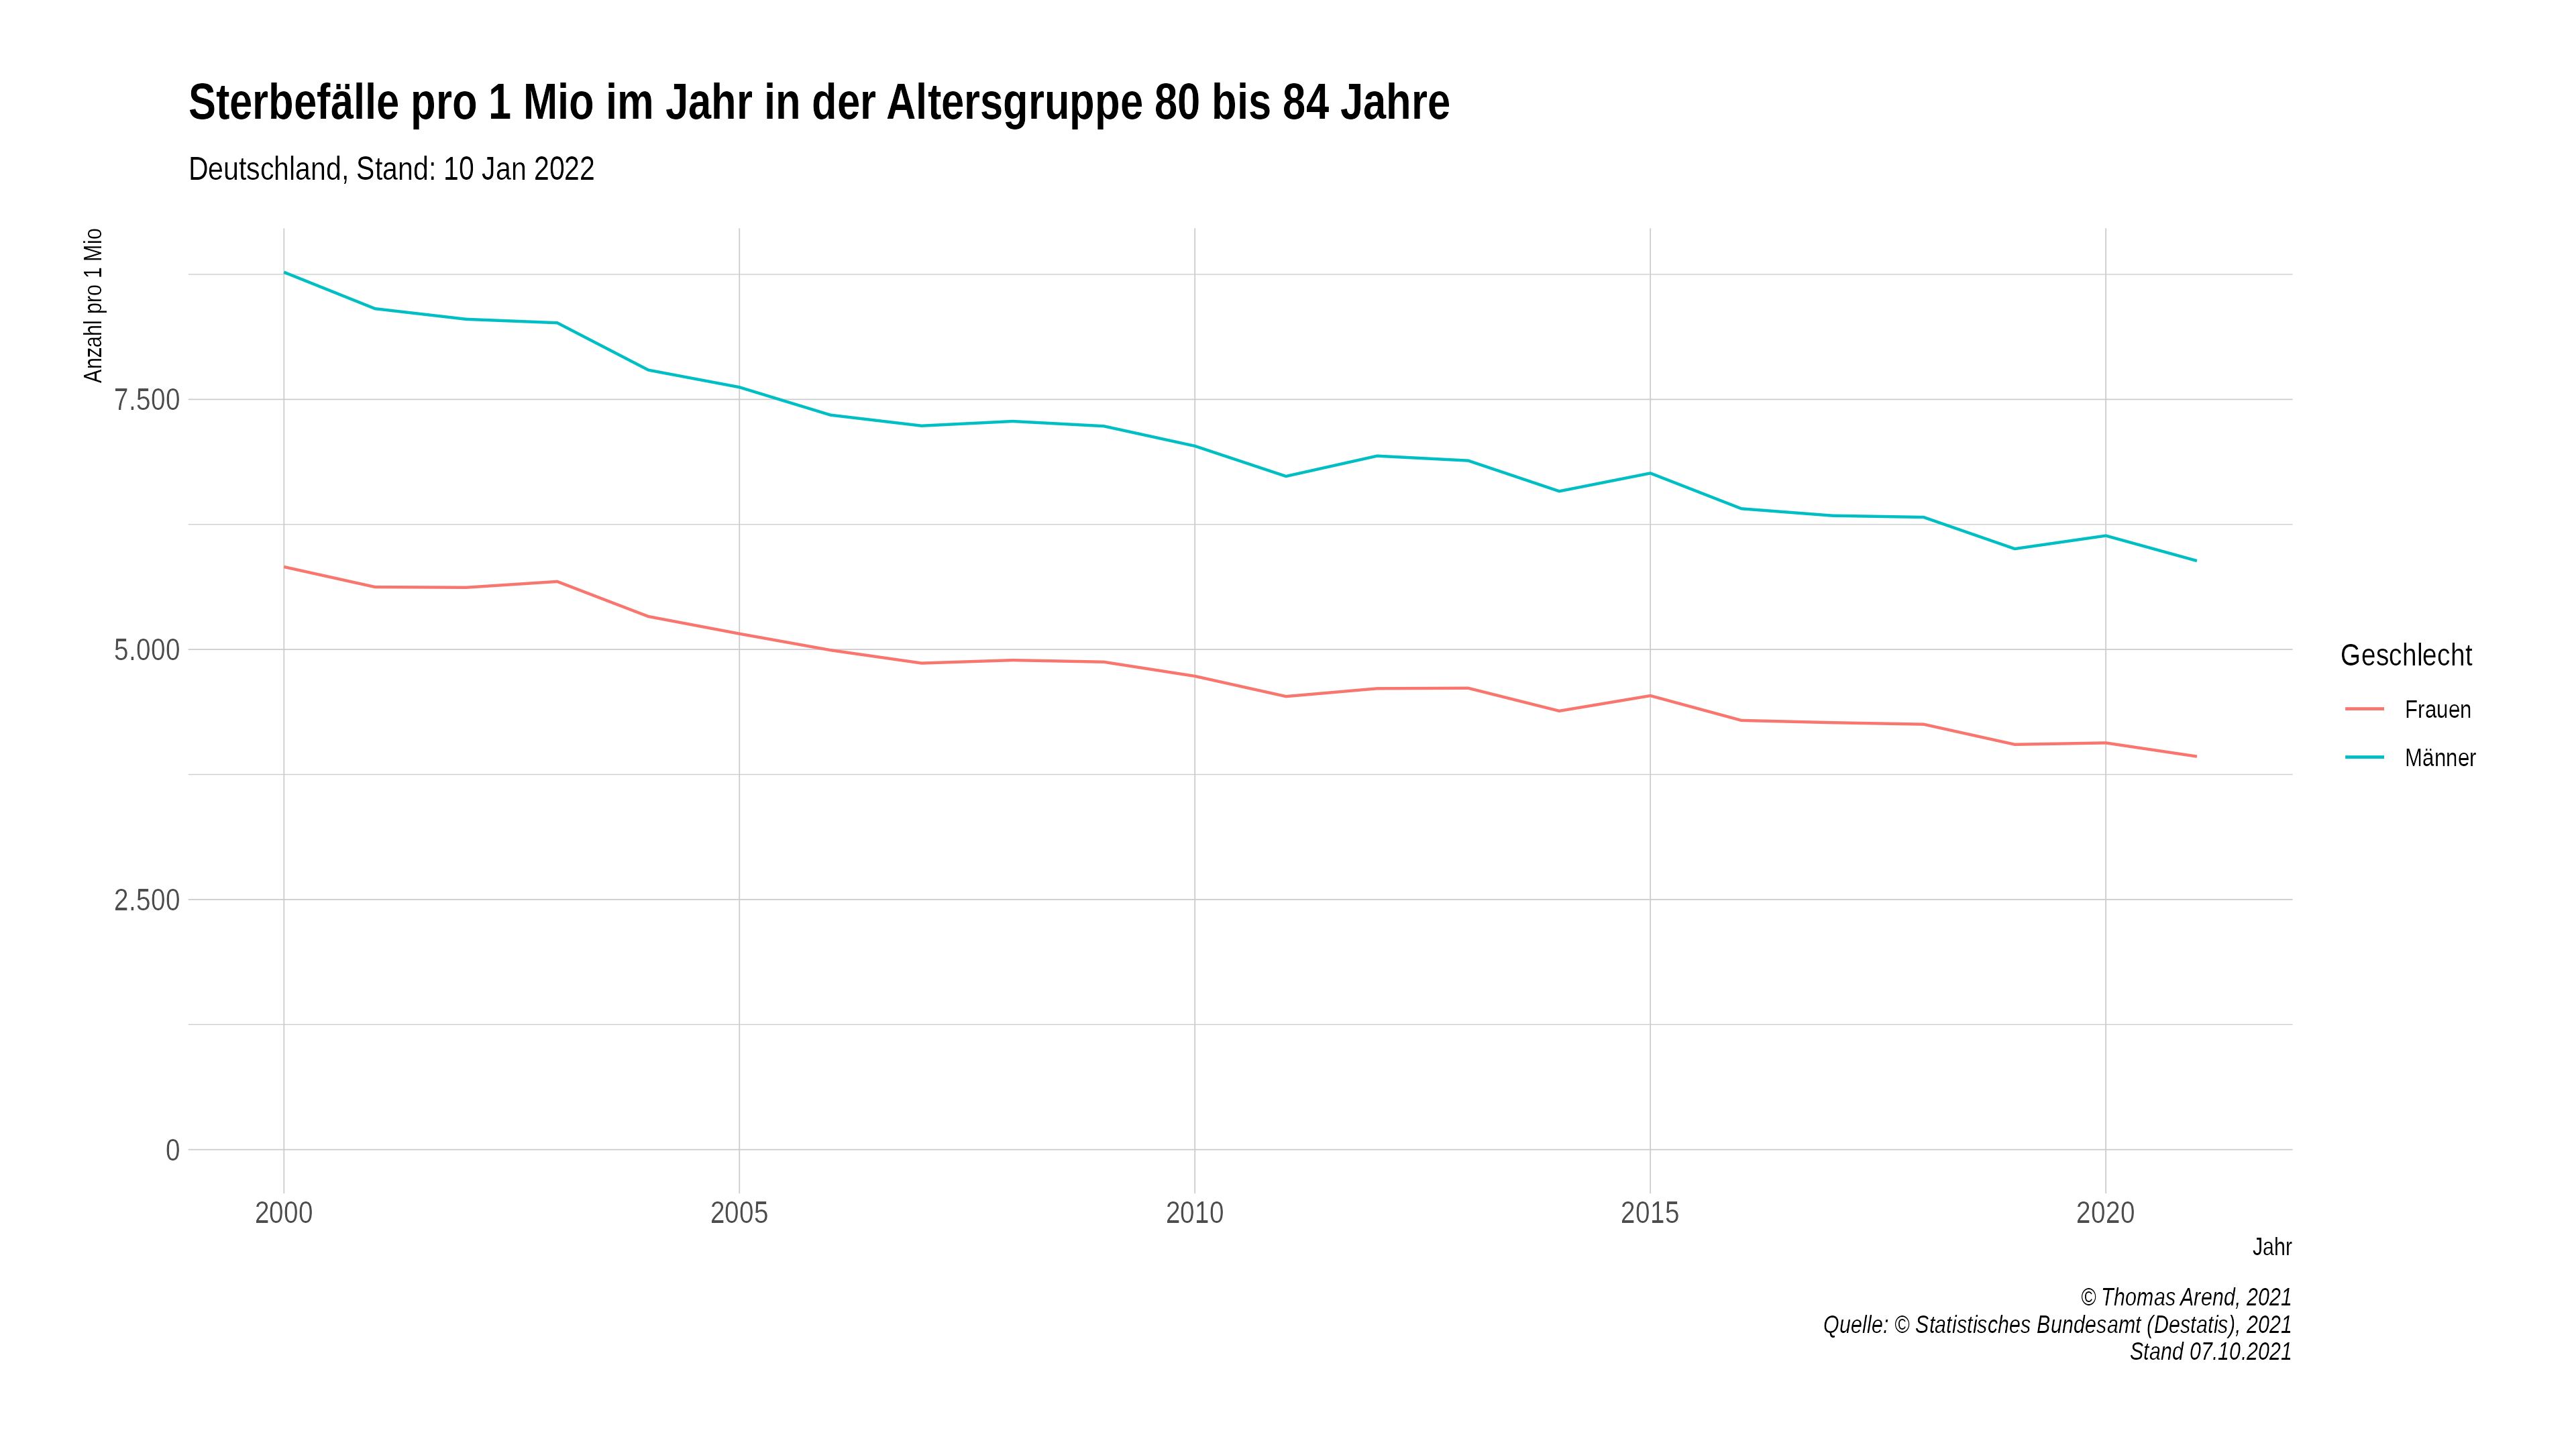 Sterbefälle pro 1 Mio im Jahr in der Altersgruppe 80 bis 84 Jahre
Deutschland, Stand: 10 Jan 2022
Anzahl pro 1 Mio
7.500
5.000
2.500
0
2000
2005
2010
2015
2020
Jahr
Geschlecht
Frauen
Männer
© Thomas Arend, 2021
Quelle: © Statistisches Bundesamt (Destatis), 2021
Stand 07.10.2021